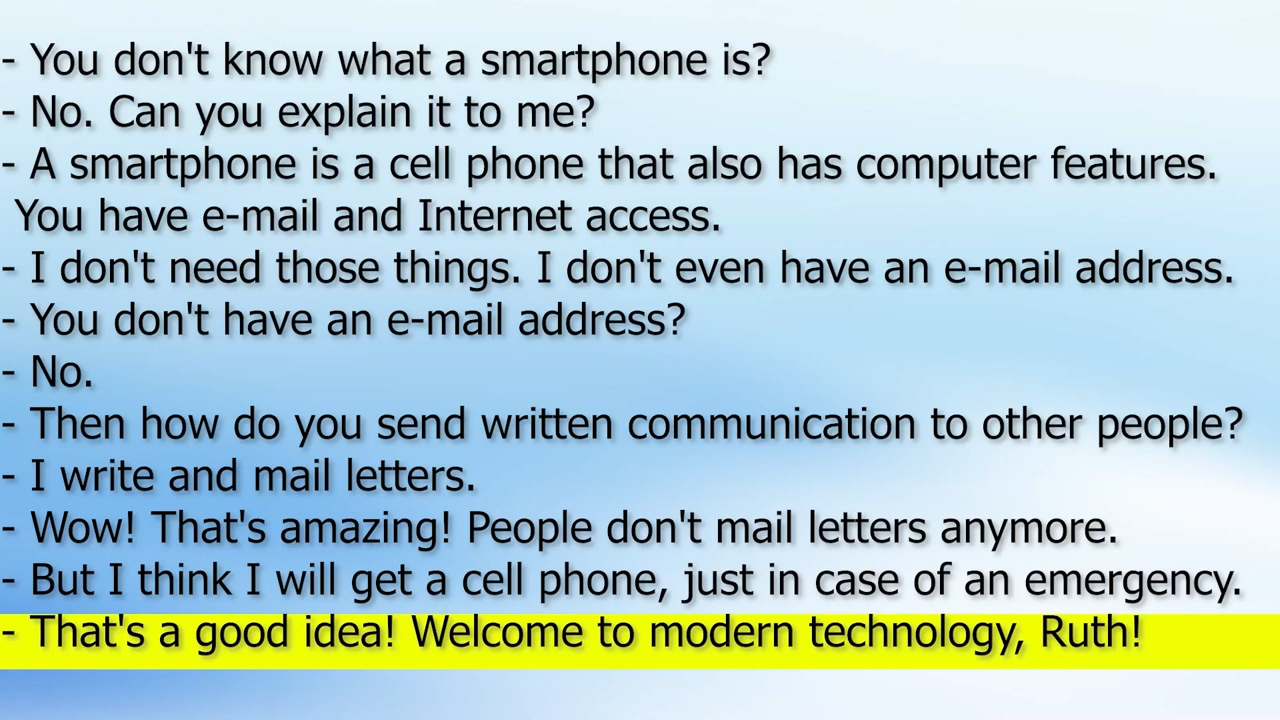 - You don't know what a smartphone is?
- No. Can you explain it to me?
- A smartphone is a cell phone that also has computer features.
You have e-mail and Internet access.
- I don't need those things. I don't even have an e-mail address.
- You don't have an e-mail address?
- No.
- Then how do you send written communication to other people?
- I write and mail letters.
- Wow! That's amazing! People don't mail letters anymore.
- But I think I will get a cell phone, just in case of an emergency.
- That's a good idea! Welcome to modern technology, Ruth!